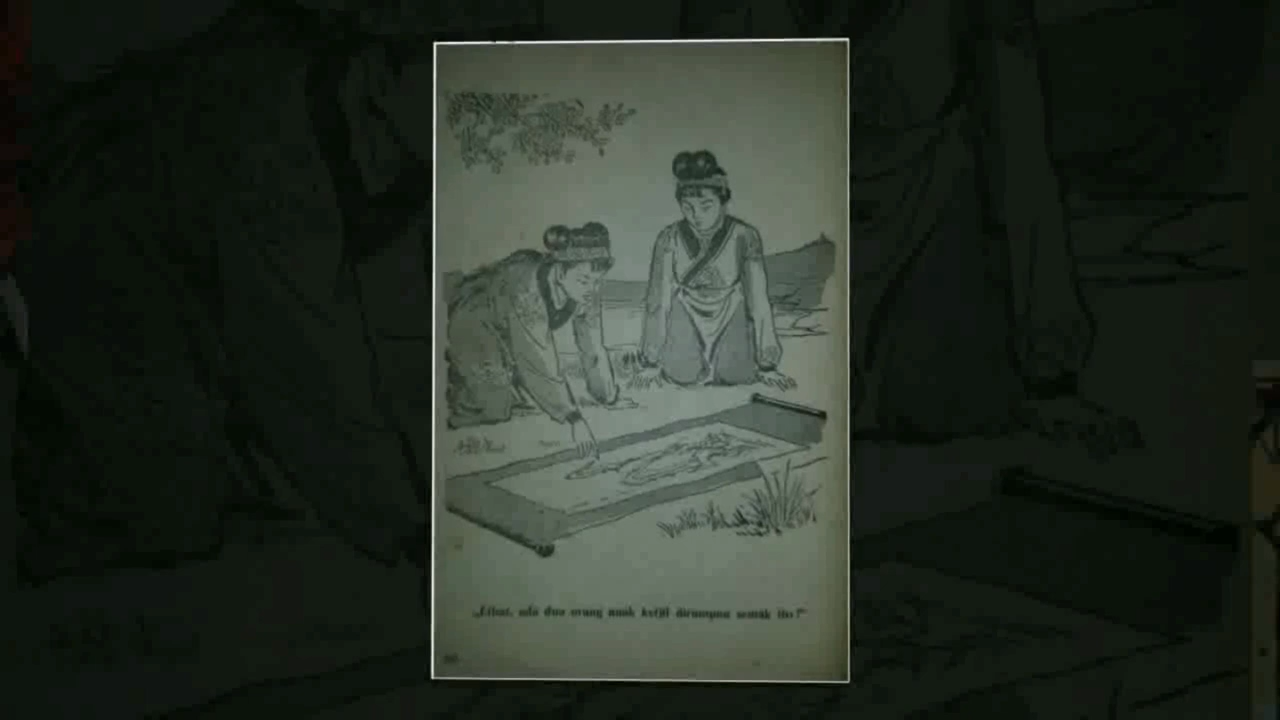 „Lihat, ada dua orang anak ketjil dirumpun semak itu!”